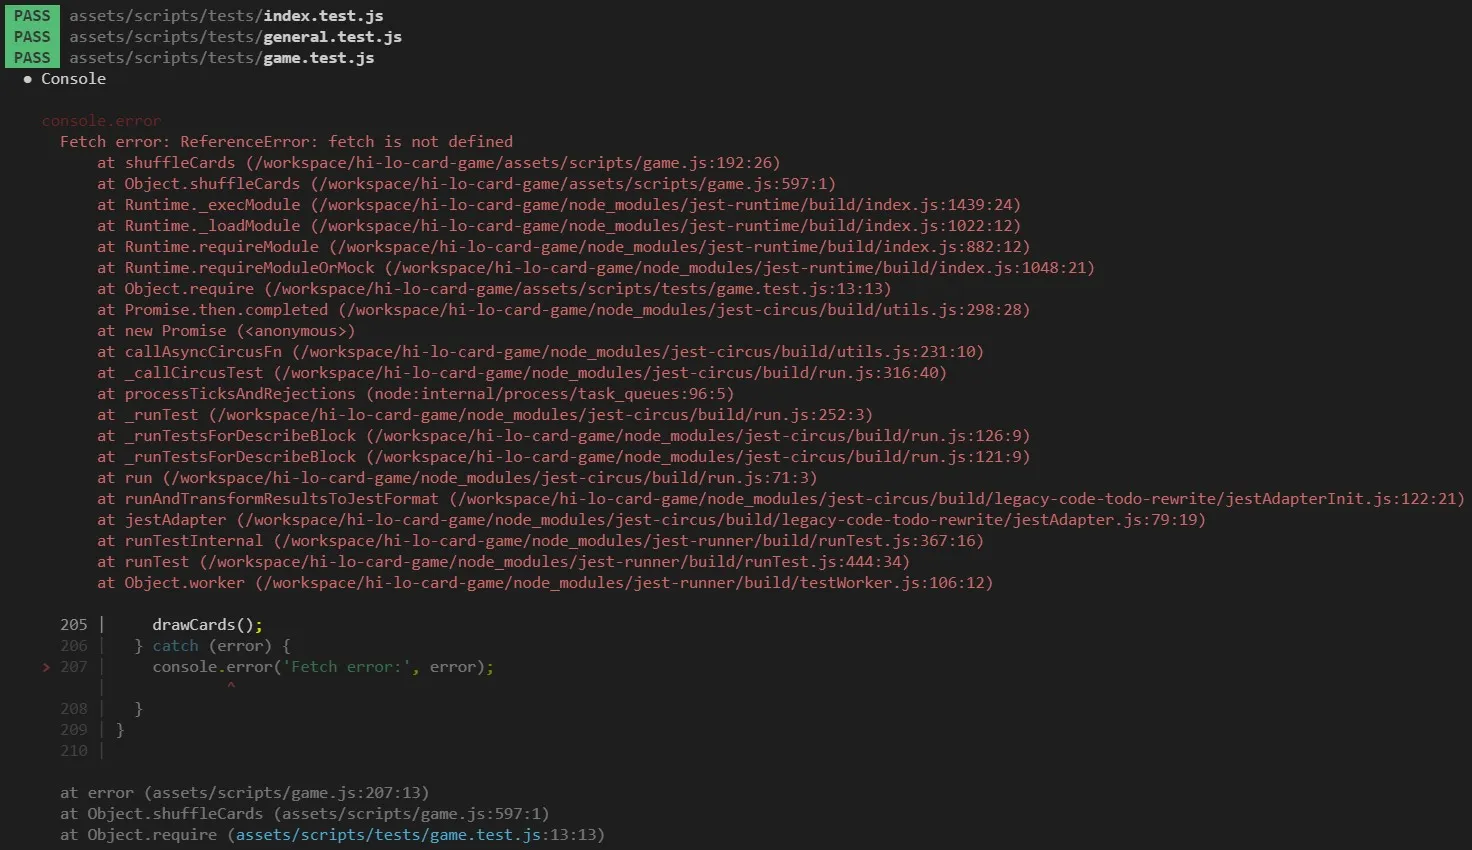 PASS assets/scripts/tests/index.test.js
PASS assets/scripts/tests/general.test.js
PASS assets/scripts/tests/game.test.js
● Console
console.error
Fetch error: ReferenceError: fetch is not defined
at shuffleCards (/workspace/hi-lo-card-game/assets/scripts/game.js:192:26)
at Object.shuffleCards (/workspace/hi-lo-card-game/assets/scripts/game.js:597:1)
at Runtime._execModule (/workspace/hi-lo-card-game/node_modules/jest-runtime/build/index.js:1439:24)
at Runtime._loadModule (/workspace/hi-lo-card-game/node_modules/jest-runtime/build/index.js:1022:12)
at Runtime.requireModule (/workspace/hi-lo-card-game/node_modules/jest-runtime/build/index.js:882:12)
at Runtime.requireModuleOrMock (/workspace/hi-lo-card-game/node_modules/jest-runtime/build/index.js:1048:21)
at Object.require (/workspace/hi-lo-card-game/assets/scripts/tests/game.test.js:13:13)
at Promise.then.completed (/workspace/hi-lo-card-game/node_modules/jest-circus/build/utils.js:298:28)
at new Promise (<anonymous>)
at callAsyncCircusFn (/workspace/hi-lo-card-game/node_modules/jest-circus/build/utils.js:231:10)
at _callCircusTest (/workspace/hi-lo-card-game/node_modules/jest-circus/build/run.js:316:40)
at processTicksAndRejections (node:internal/process/task_queues:96:5)
at _runTest (/workspace/hi-lo-card-game/node_modules/jest-circus/build/run.js:252:3)
at _runTestsForDescribeBlock (/workspace/hi-lo-card-game/node_modules/jest-circus/build/run.js:126:9)
at _runTestsForDescribeBlock (/workspace/hi-lo-card-game/node_modules/jest-circus/build/run.js:121:9)
at run (/workspace/hi-lo-card-game/node_modules/jest-circus/build/run.js:71:3)
at runAndTransformResultsToJestFormat (/workspace/hi-lo-card-game/node_modules/jest-circus/build/legacy-code-todo-rewrite/jestAdapterInit.js:122:21)
at jestAdapter (/workspace/hi-lo-card-game/node_modules/jest-circus/build/legacy-code-todo-rewrite/jestAdapter.js:79:19)
at runTestInternal (/workspace/hi-lo-card-game/node_modules/jest-runner/build/runTest.js:367:16)
at runTest (/workspace/hi-lo-card-game/node_modules/jest-runner/build/runTest.js:444:34)
at Object.worker (/workspace/hi-lo-card-game/node_modules/jest-runner/build/testWorker.js:106:12)
205 | drawCards();
206 | } catch (error) {
> 207 | console.error('Fetch error:', error);
| ^
208 | }
209 | }
210 |
at error (assets/scripts/game.js:207:13)
at Object.shuffleCards (assets/scripts/game.js:597:1)
at Object.require (assets/scripts/tests/game.test.js:13:13)